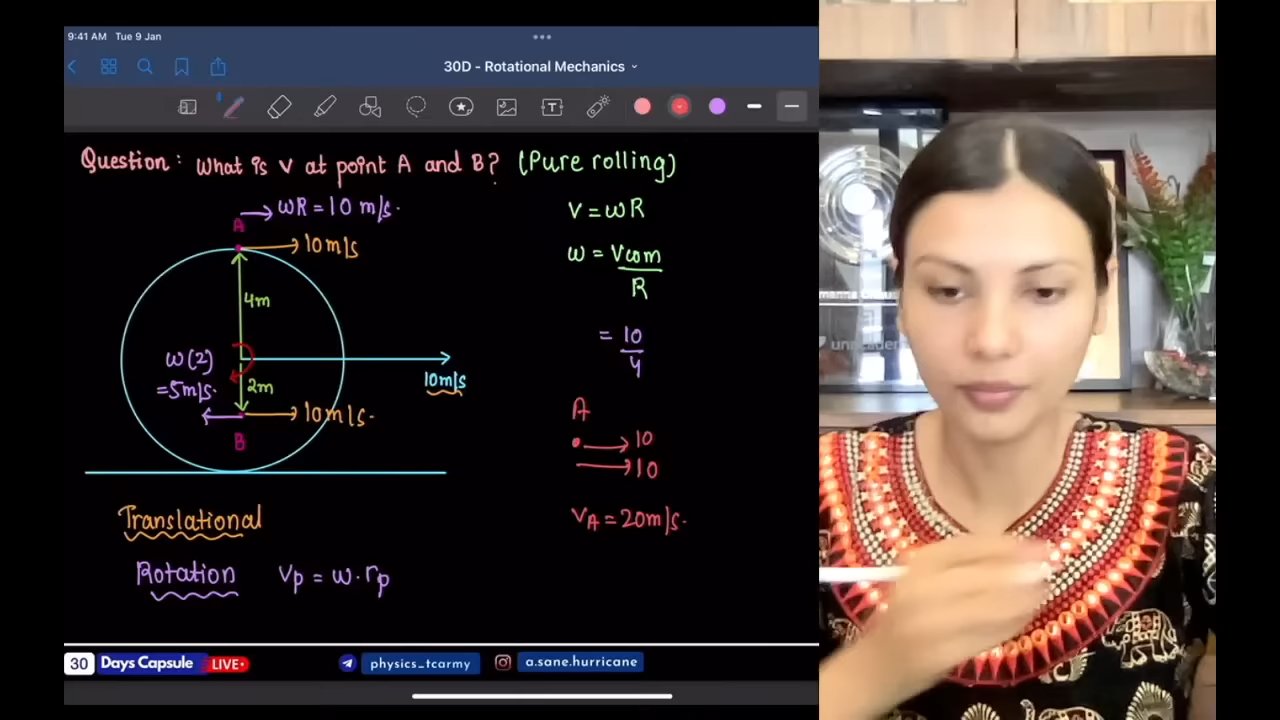 9:41 AM Tue 9 Jan
30D - Rotational Mechanics
Question: What is v at point A and B? (Pure rolling)
A → ωR = 10 m/s.
10 m/s
4m
ω(2)
= 5m/s.
2m
10 m/s
10 m/s.
B
V = ωR
ω = Vcom
R
= 10
4
A
→ 10
→ 10
VA = 20 m/s.
Translational
Rotation Vp = ω · rp
30 Days Capsule LIVE
physics_tcarmy
a.sane.hurricane